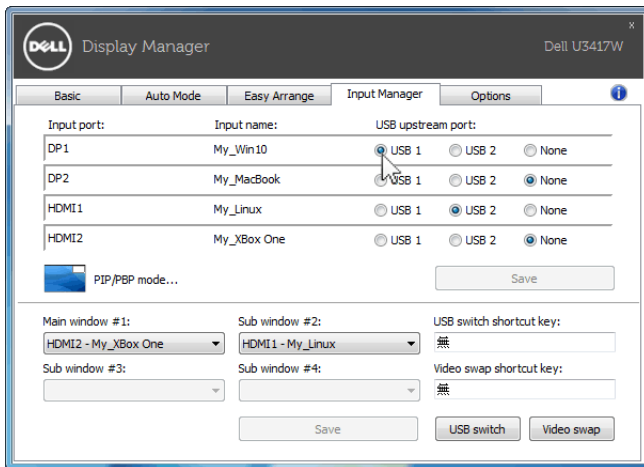 x
DELL Display Manager Dell U3417W
Basic Auto Mode Easy Arrange Input Manager Options i
Input port: Input name: USB upstream port:
DP1 My_Win10 USB 1 USB 2 None
DP2 My_MacBook USB 1 USB 2 None
HDMI1 My_Linux USB 1 USB 2 None
HDMI2 My_XBox One USB 1 USB 2 None
PIP/PBP mode... Save
Main window #1: Sub window #2: USB switch shortcut key:
HDMI2 - My_XBox One HDMI1 - My_Linux 無
Sub window #3: Sub window #4: Video swap shortcut key:
無
Save USB switch Video swap